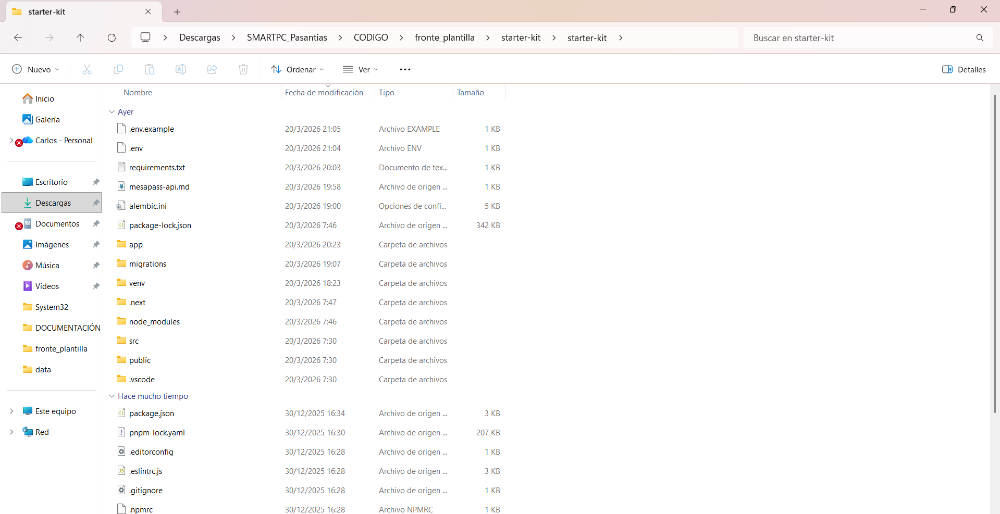 starter-kit
Descargas > SMARTPC_Pasantias > CODIGO > fronte_plantilla > starter-kit > starter-kit >
Buscar en starter-kit
Nuevo
Ordenar
Ver
Detalles
Inicio
Galería
Carlos - Personal
Escritorio
Descargas
Documentos
Imágenes
Música
Videos
System32
DOCUMENTACIÓN
fronte_plantilla
data
Este equipo
Red
Nombre Fecha de modificación Tipo Tamaño
Ayer
.env.example 20/3/2026 21:05 Archivo EXAMPLE 1 KB
.env 20/3/2026 21:04 Archivo ENV 1 KB
requirements.txt 20/3/2026 20:03 Documento de tex... 1 KB
mesapass-api.md 20/3/2026 19:58 Archivo de origen ... 1 KB
alembic.ini 20/3/2026 19:00 Opciones de confi... 5 KB
package-lock.json 20/3/2026 7:46 Archivo de origen ... 342 KB
app 20/3/2026 20:23 Carpeta de archivos
migrations 20/3/2026 19:07 Carpeta de archivos
venv 20/3/2026 18:23 Carpeta de archivos
.next 20/3/2026 7:47 Carpeta de archivos
node_modules 20/3/2026 7:46 Carpeta de archivos
src 20/3/2026 7:30 Carpeta de archivos
public 20/3/2026 7:30 Carpeta de archivos
.vscode 20/3/2026 7:30 Carpeta de archivos
Hace mucho tiempo
package.json 30/12/2025 16:34 Archivo de origen ... 3 KB
pnpm-lock.yaml 30/12/2025 16:30 Archivo de origen ... 207 KB
.editorconfig 30/12/2025 16:28 Archivo de origen ... 1 KB
.eslintrc.js 30/12/2025 16:28 Archivo de origen ... 3 KB
.gitignore 30/12/2025 16:28 Archivo de origen ... 1 KB
.npmrc 30/12/2025 16:28 Archivo NPMRC 1 KB